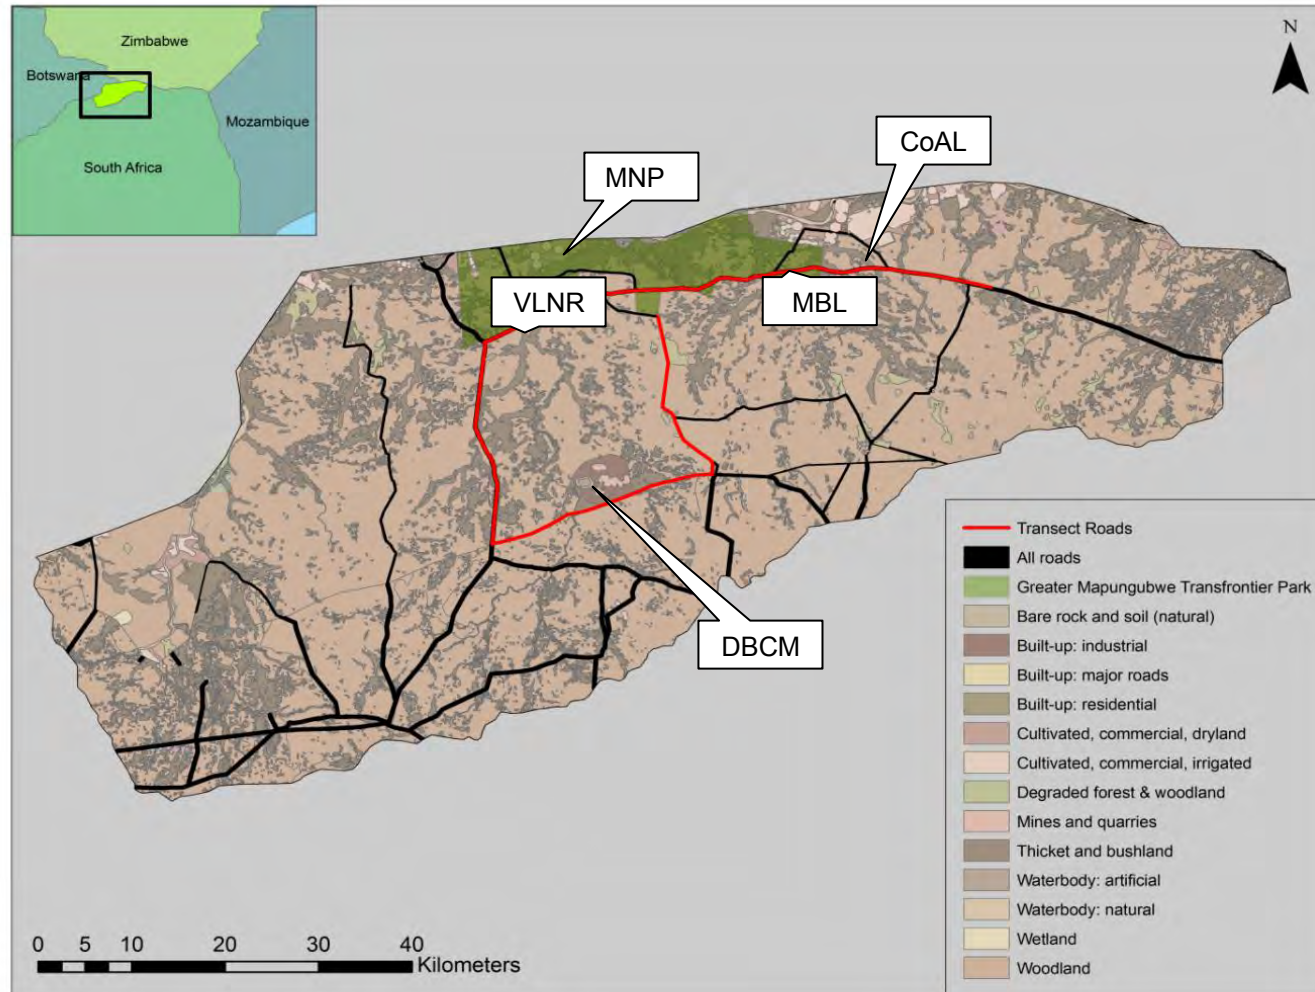 Zimbabwe
Botswana
Mozambique
South Africa
N
CoAL
MNP
VLNR
MBL
DBCM
Transect Roads
All roads
Greater Mapungubwe Transfrontier Park
Bare rock and soil (natural)
Built-up: industrial
Built-up: major roads
Built-up: residential
Cultivated, commercial, dryland
Cultivated, commercial, irrigated
Degraded forest & woodland
Mines and quarries
Thicket and bushland
Waterbody: artificial
Waterbody: natural
Wetland
Woodland
0 5 10 20 30 40
Kilometers